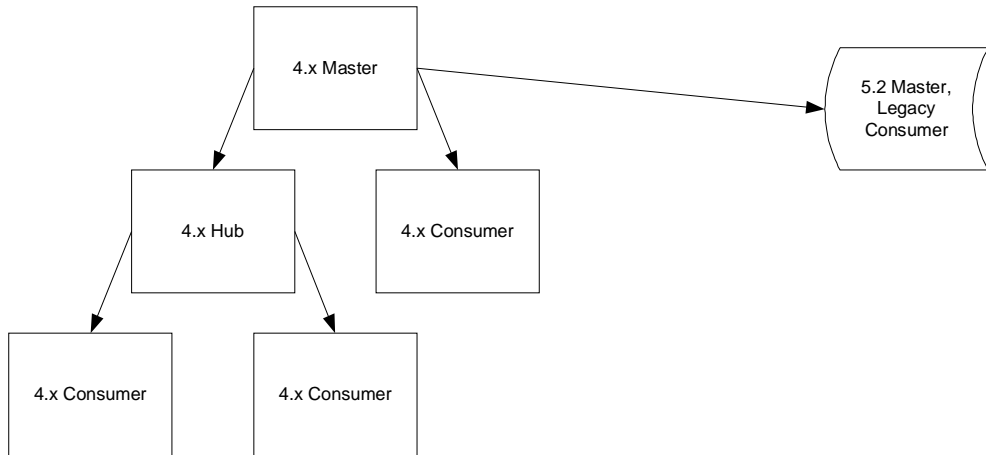 4.x Master
5.2 Master,
Legacy
Consumer
4.x Hub
4.x Consumer
4.x Consumer
4.x Consumer